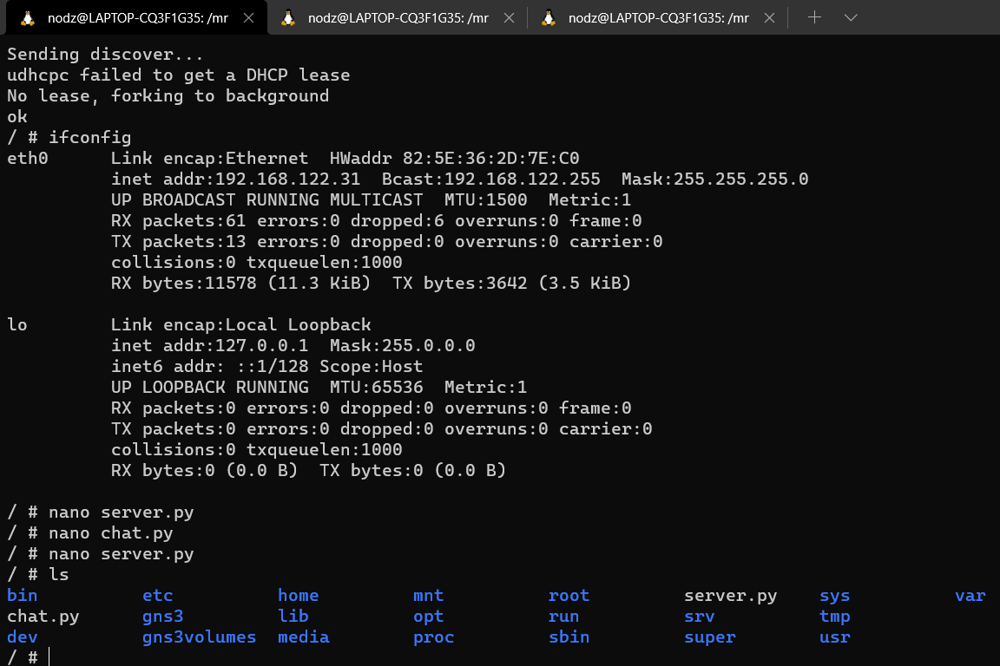 nodz@LAPTOP-CQ3F1G35: /mr nodz@LAPTOP-CQ3F1G35: /mr nodz@LAPTOP-CQ3F1G35: /mr
Sending discover...
udhcpc failed to get a DHCP lease
No lease, forking to background
ok
/ # ifconfig
eth0      Link encap:Ethernet  HWaddr 82:5E:36:2D:7E:C0
          inet addr:192.168.122.31  Bcast:192.168.122.255  Mask:255.255.255.0
          UP BROADCAST RUNNING MULTICAST  MTU:1500  Metric:1
          RX packets:61 errors:0 dropped:6 overruns:0 frame:0
          TX packets:13 errors:0 dropped:0 overruns:0 carrier:0
          collisions:0 txqueuelen:1000
          RX bytes:11578 (11.3 KiB)  TX bytes:3642 (3.5 KiB)
lo        Link encap:Local Loopback
          inet addr:127.0.0.1  Mask:255.0.0.0
          inet6 addr: ::1/128 Scope:Host
          UP LOOPBACK RUNNING  MTU:65536  Metric:1
          RX packets:0 errors:0 dropped:0 overruns:0 frame:0
          TX packets:0 errors:0 dropped:0 overruns:0 carrier:0
          collisions:0 txqueuelen:1000
          RX bytes:0 (0.0 B)  TX bytes:0 (0.0 B)
/ # nano server.py
/ # nano chat.py
/ # nano server.py
/ # ls
bin          etc          home         mnt          root         server.py    sys          var
chat.py      gns3         lib          opt          run          srv          tmp
dev          gns3volumes  media        proc         sbin         super        usr
/ #